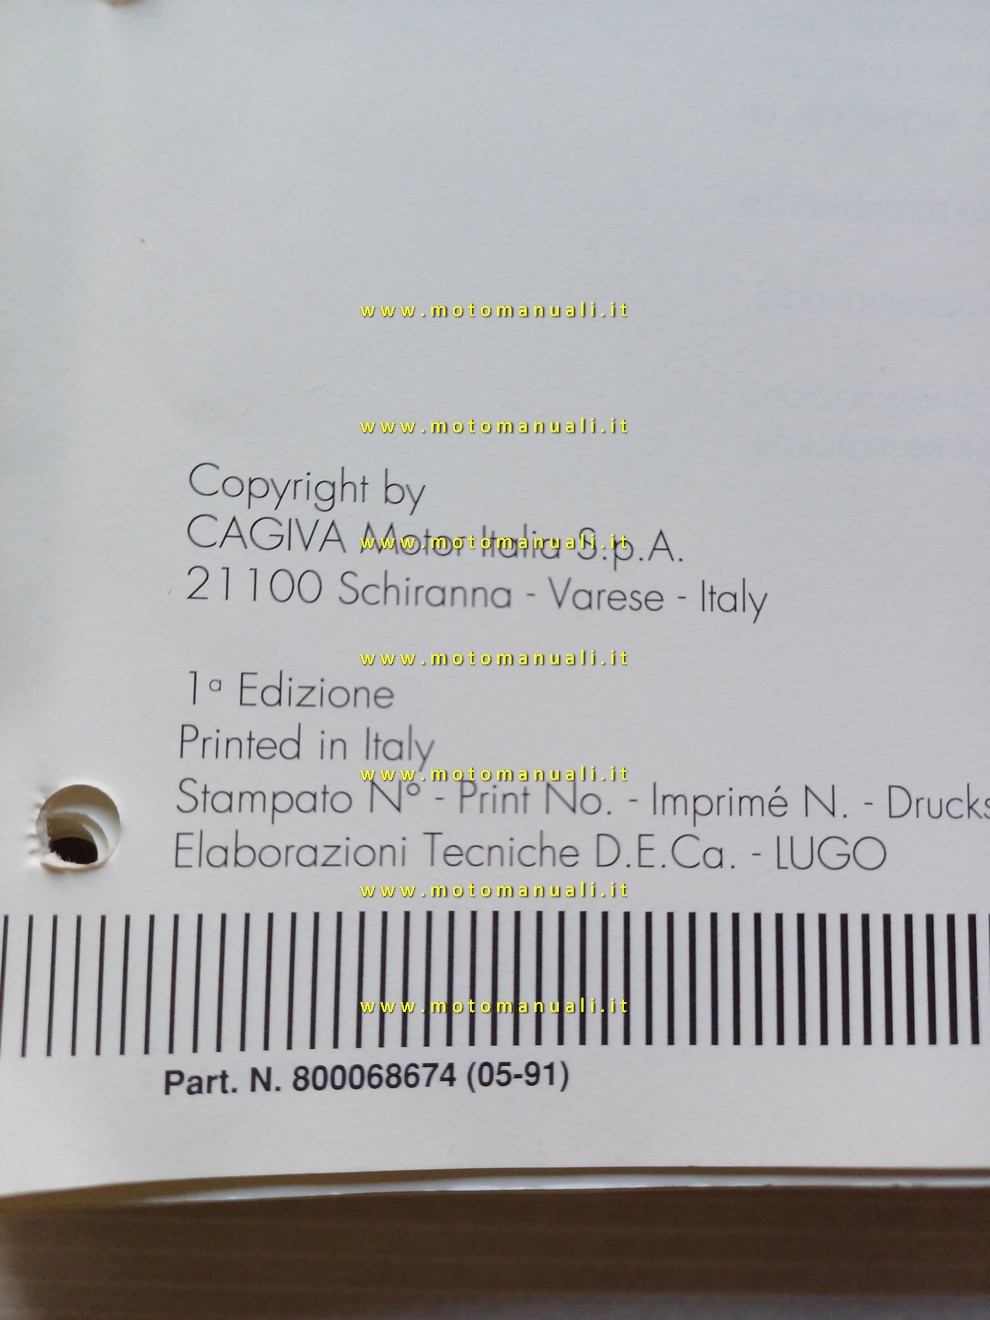 www.motomanuali.it
www.motomanuali.it
Copyright by
CAGIVA Motor Italia S.p.A.
www.motomanuali.it
21100 Schiranna - Varese - Italy
www.motomanuali.it
1ª Edizione
Printed in Italy
www.motomanuali.it
Stampato N° - Print No. - Imprimé N. - Drucks
Elaborazioni Tecniche D.E.Ca. - LUGO
www.motomanuali.it
www.motomanuali.it
Part. N. 800068674 (05-91)